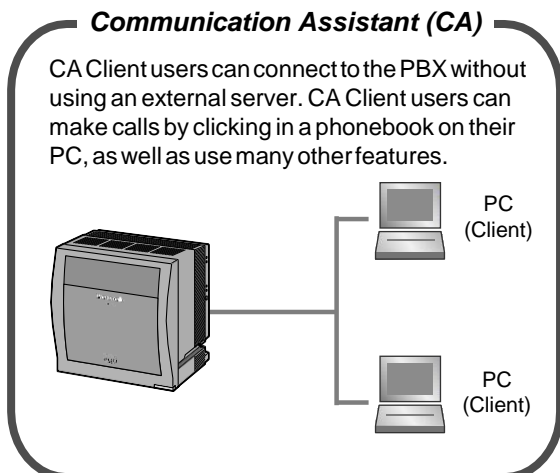 Communication Assistant (CA)
CA Client users can connect to the PBX without
using an external server. CA Client users can
make calls by clicking in a phonebook on their
PC, as well as use many other features.
PC
(Client)
PC
(Client)